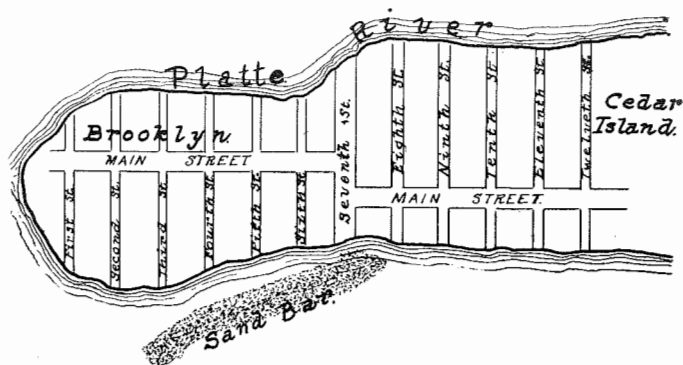 Platte River
Brooklyn.
MAIN STREET
First St.
Second St.
Third St.
Fourth St.
Fifth St.
Sixth St.
Seventh St.
Eighth St.
Ninth St.
Tenth St.
Eleventh St.
Twelveth St.
Cedar
Island.
MAIN STREET.
Sand Bar.